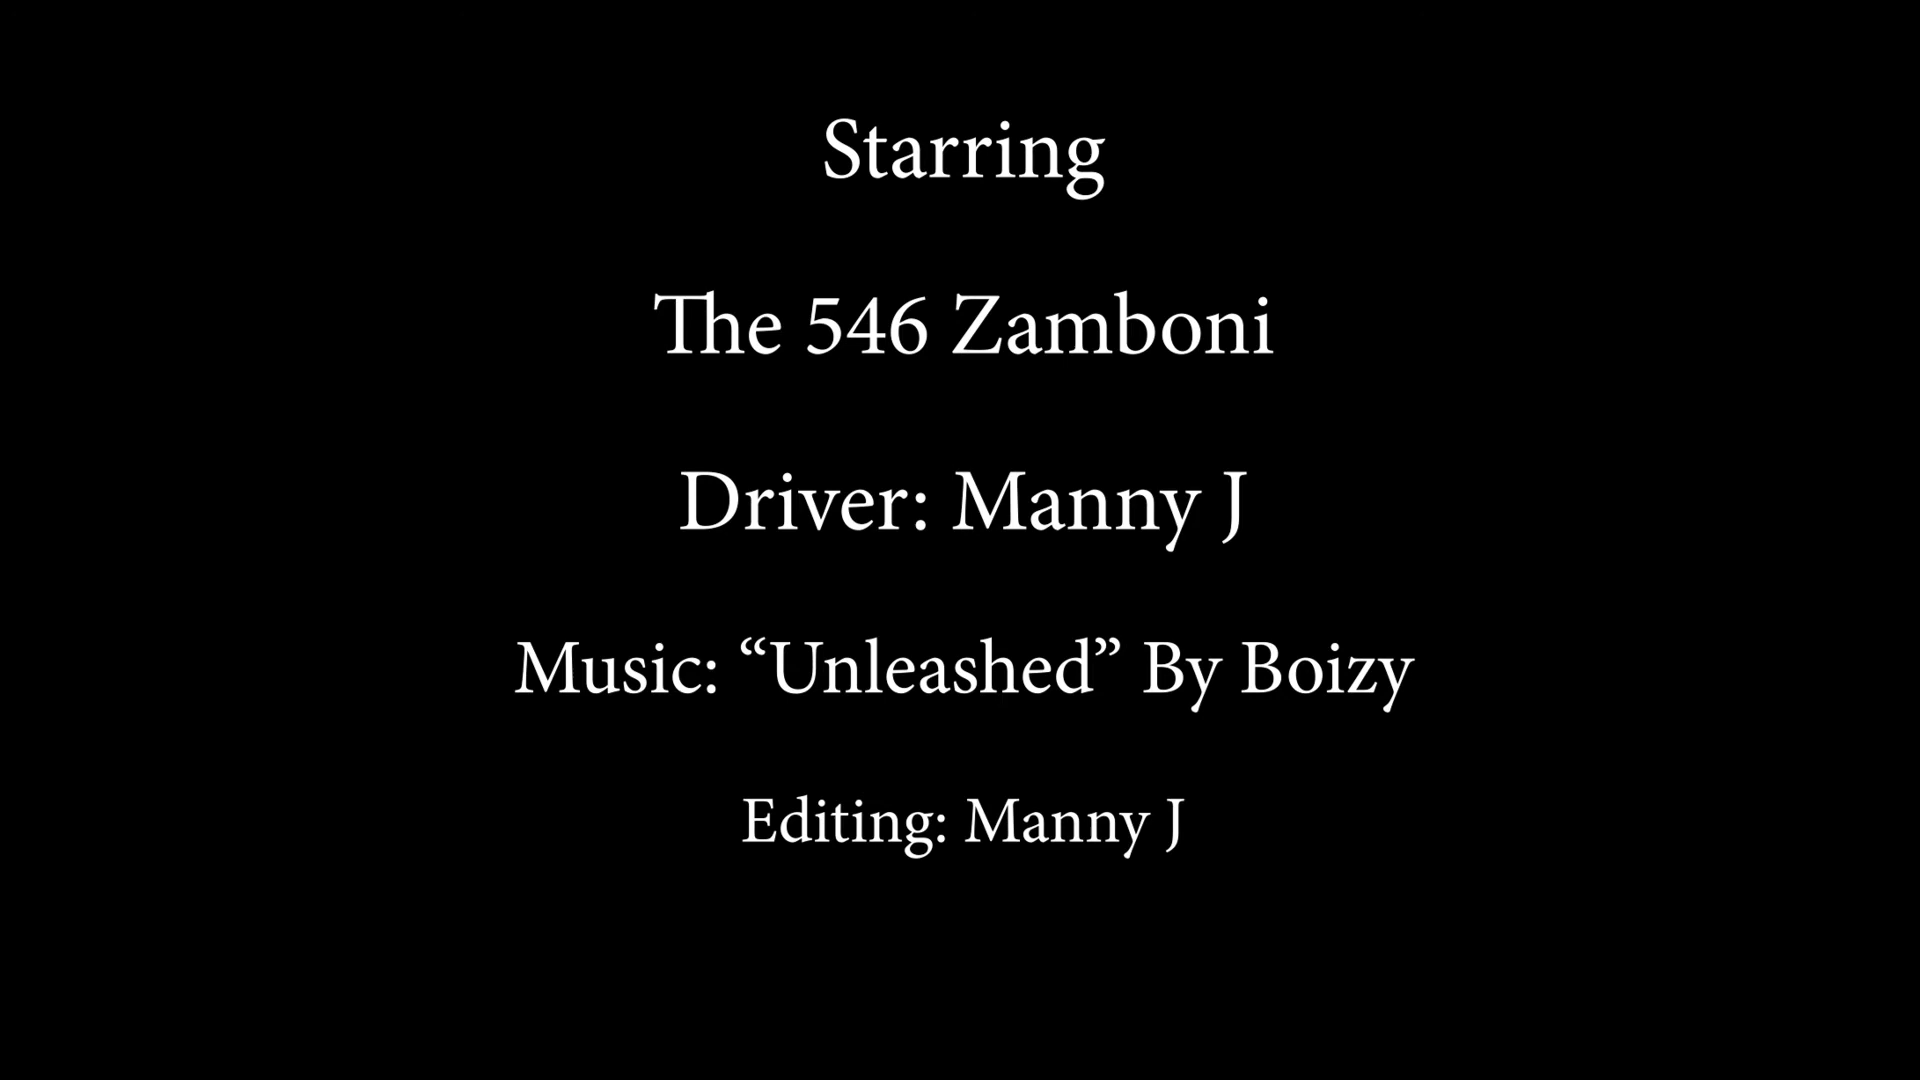 Starring
The 546 Zamboni
Driver: Manny J
Music: “Unleashed” By Boizy
Editing: Manny J